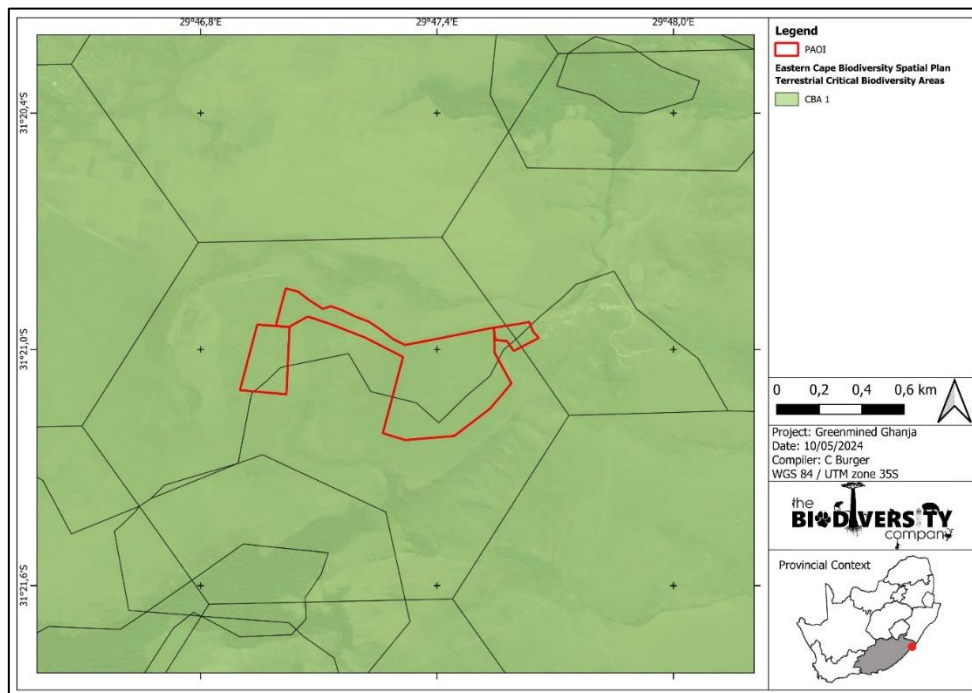 29°46,8'E 29°47,4'E 29°48,0'E
31°20,4'S
31°21,0'S
31°21,6'S
Legend
PAOI
Eastern Cape Biodiversity Spatial Plan
Terrestrial Critical Biodiversity Areas
CBA 1
0 0,2 0,4 0,6 km
Project: Greenmined Ghanja
Date: 10/05/2024
Compiler: C Burger
WGS 84 / UTM zone 35S
the
BIODIVERSITY
company
Provincial Context